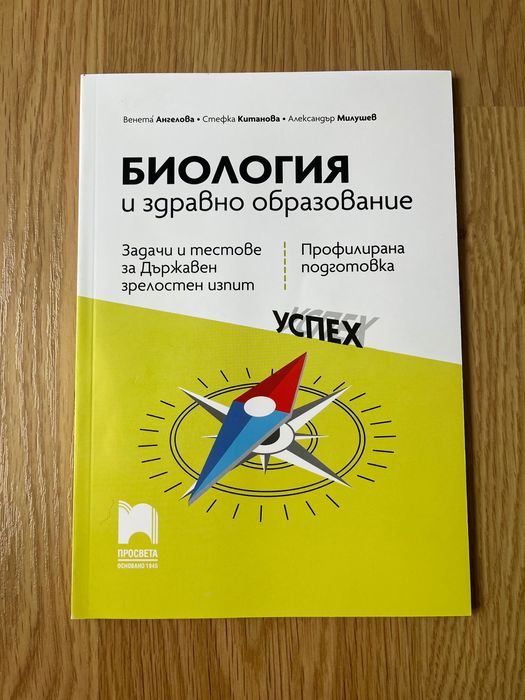 Венета Ангелова • Стефка Китанова • Александър Милушев
БИОЛОГИЯ
и здравно образование
Задачи и тестове
за Държавен
зрелостен изпит
Профилирана
подготовка
УСПЕХ
ПРОСВЕТА
ОСНОВАНО 1945